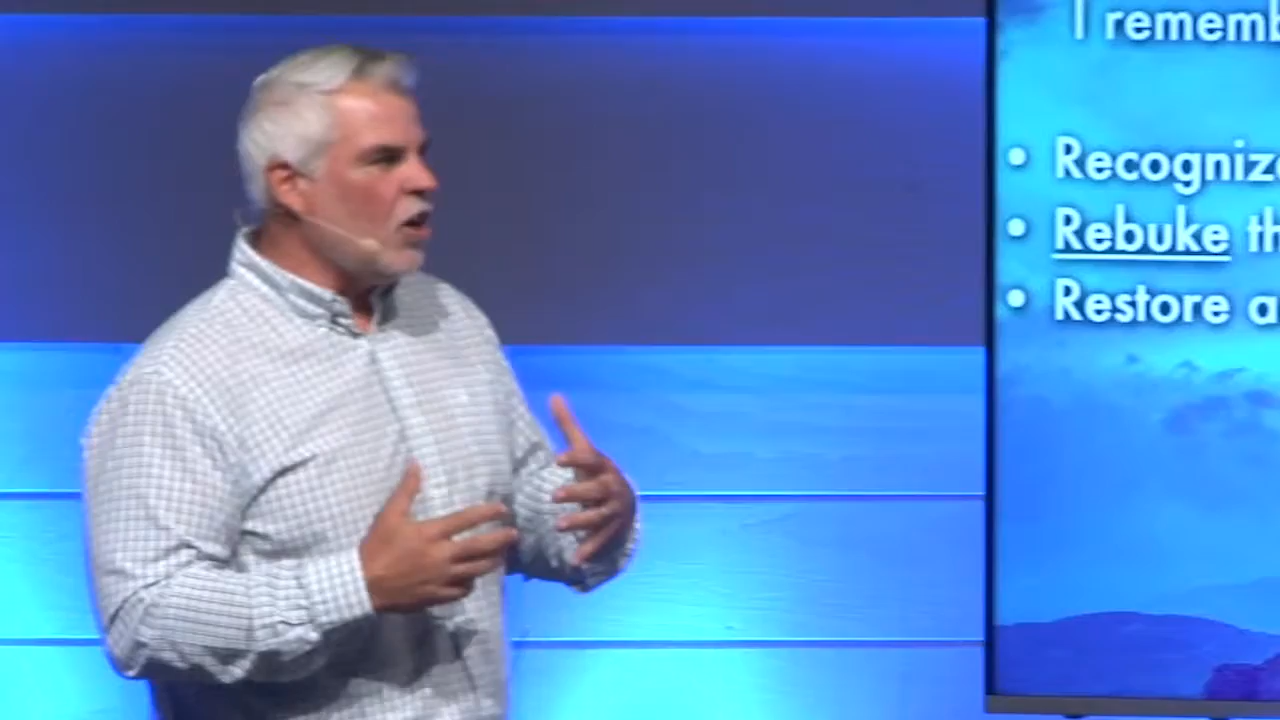 I rememb
• Recogniz
• Rebuke th
• Restore a